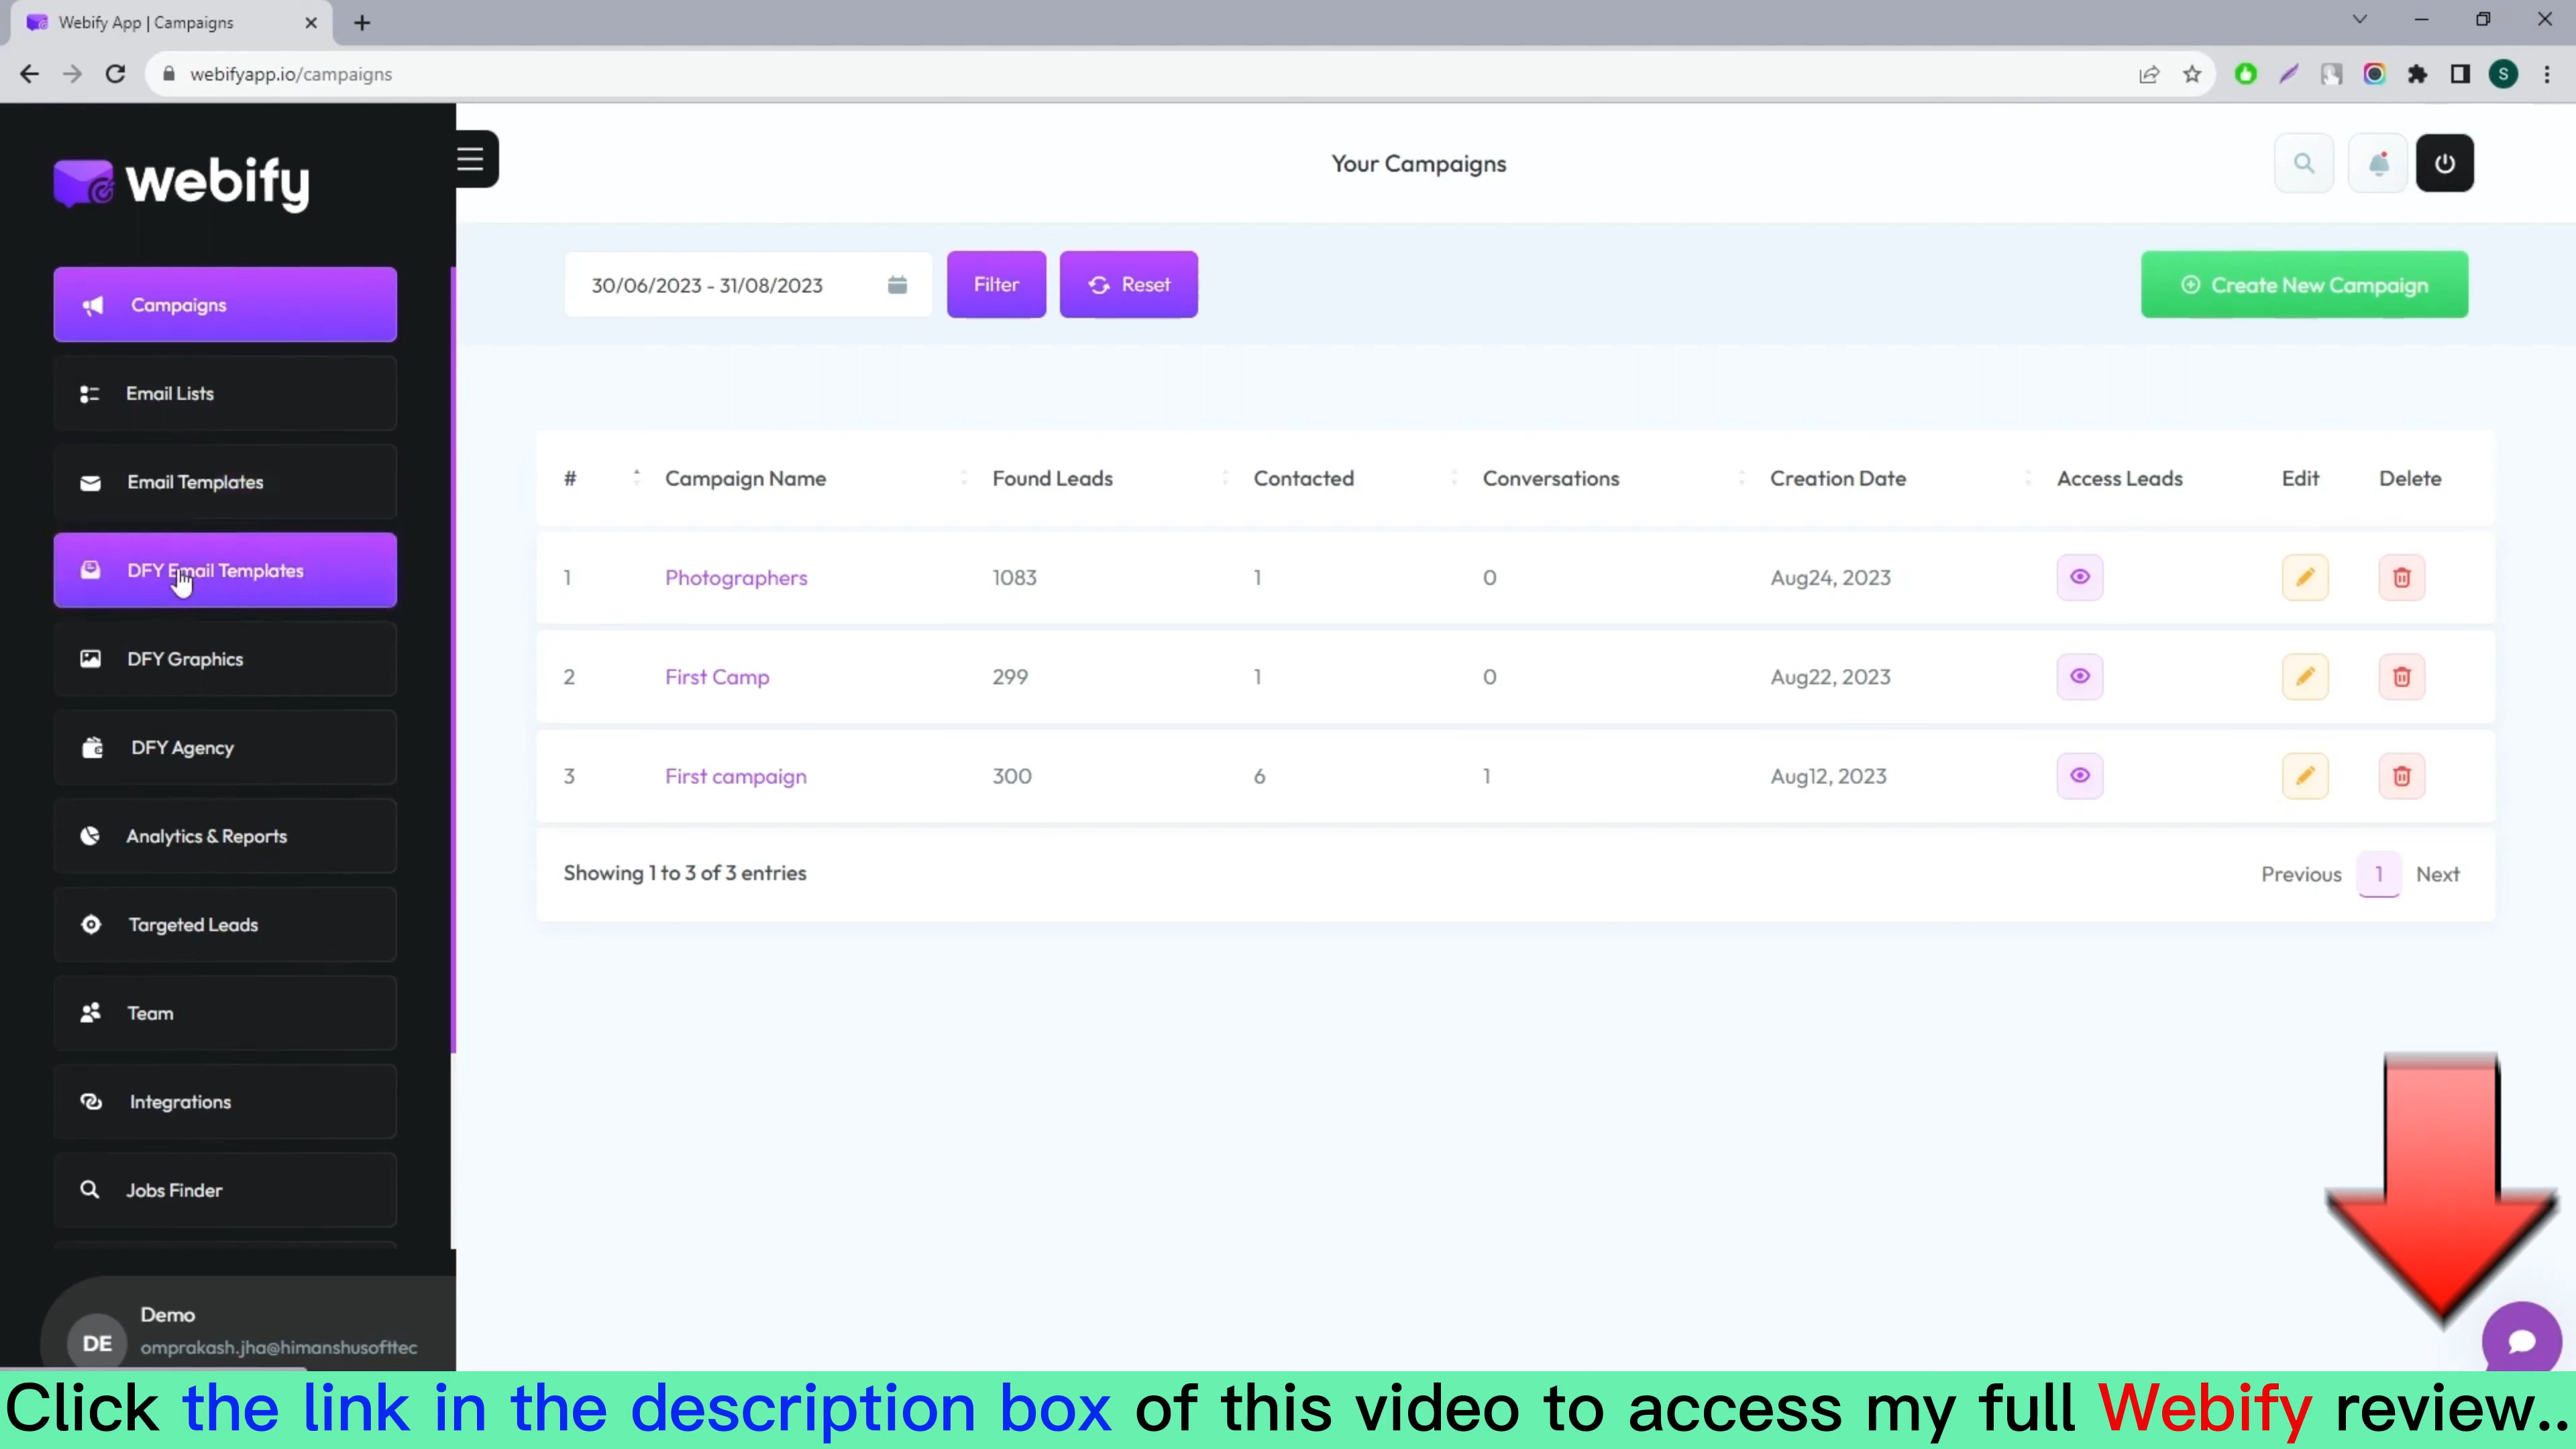 Webify App | Campaigns
webifyapp.io/campaigns
S
webify
Your Campaigns
Campaigns
Email Lists
Email Templates
DFY Email Templates
DFY Graphics
DFY Agency
Analytics & Reports
Targeted Leads
Team
Integrations
Jobs Finder
DE
Demo
omprakash.jha@himanshusofttec
30/06/2023 - 31/08/2023
Filter
Reset
Create New Campaign
# Campaign Name Found Leads Contacted Conversations Creation Date Access Leads Edit Delete
1 Photographers 1083 1 0 Aug24, 2023
2 First Camp 299 1 0 Aug22, 2023
3 First campaign 300 6 1 Aug12, 2023
Showing 1 to 3 of 3 entries
Previous 1 Next
Click the link in the description box of this video to access my full Webify review..